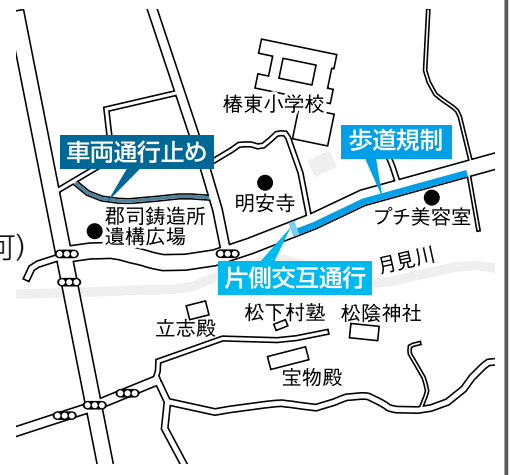 椿東小学校
歩道規制
車両通行止め
明安寺
プチ美容室
郡司鋳造所
遺構広場
可)
片側交互通行
月見川
立志殿
松下村塾
松陰神社
宝物殿